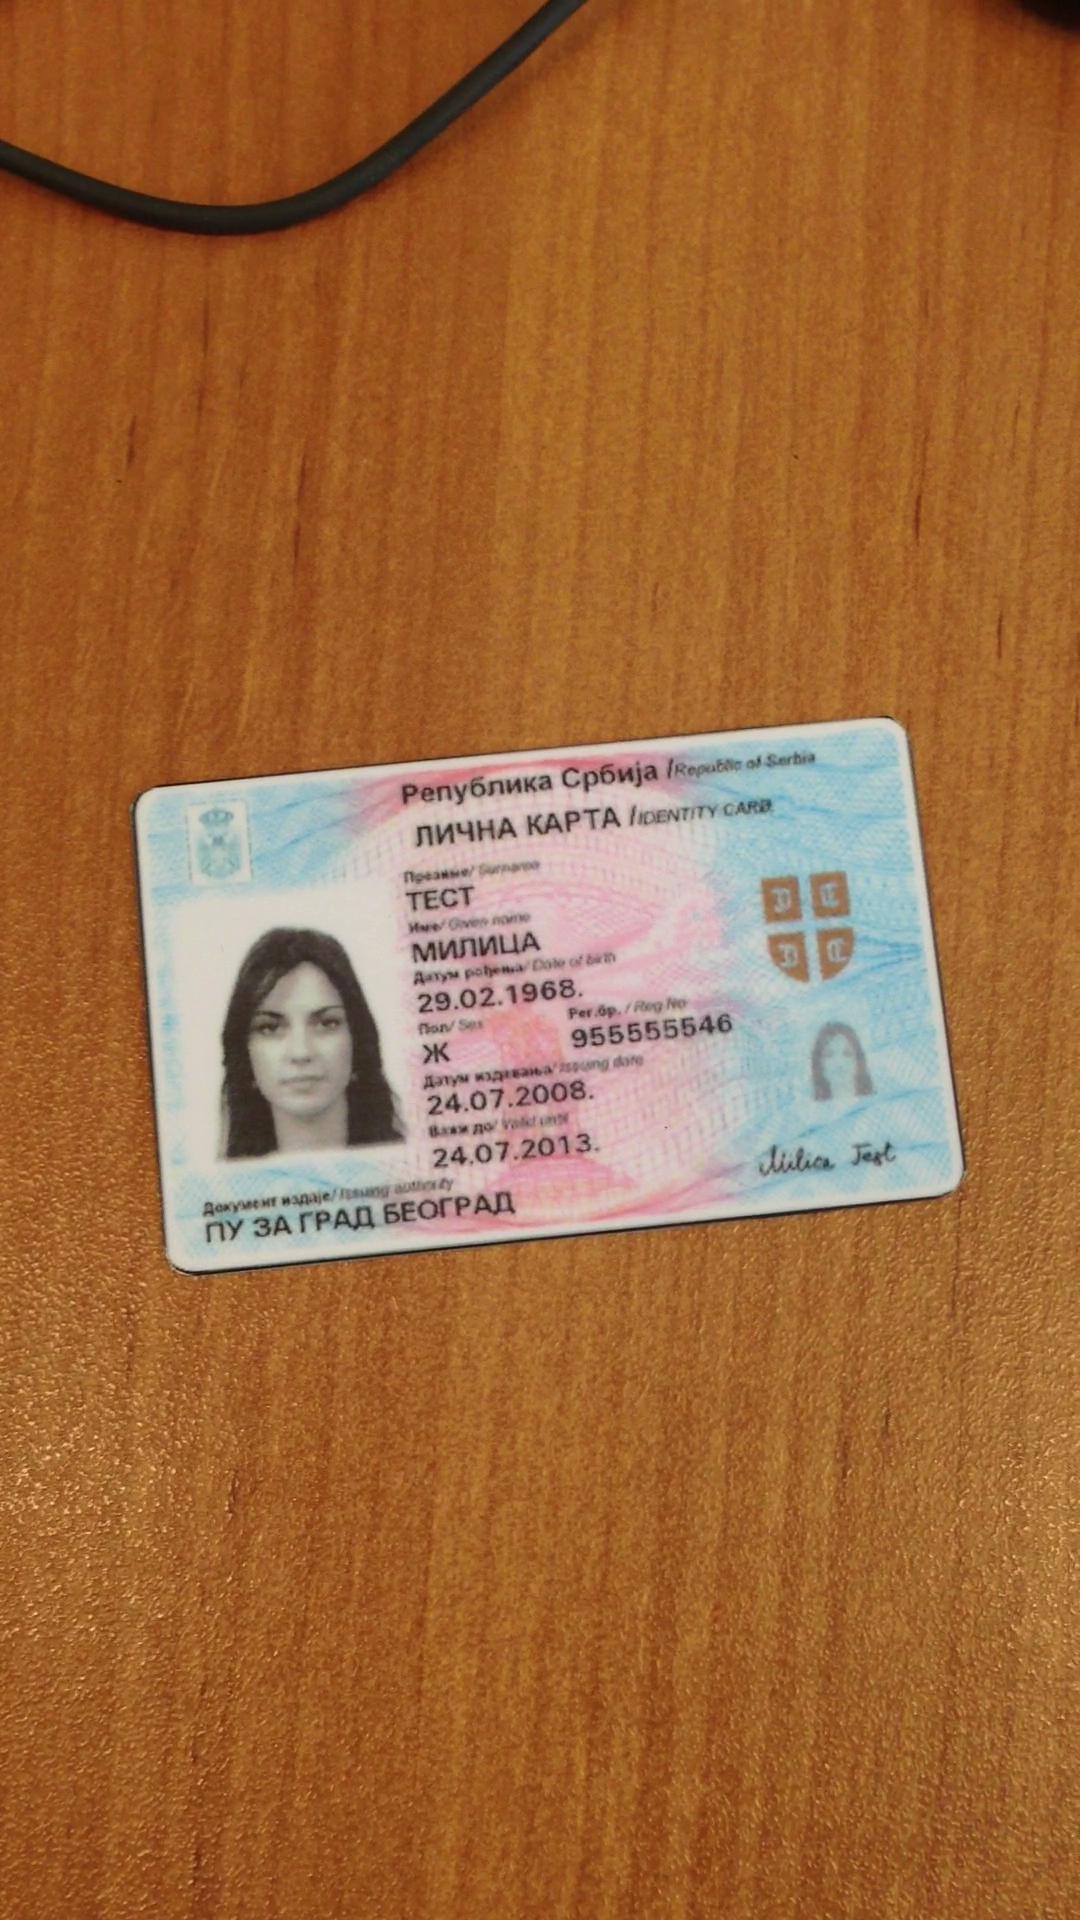 Република Србија /Republic of Serbia
ЛИЧНА КАРТА /IDENTITY CARD
Презиме/ Surname
ТЕСТ
Име/ Given name
МИЛИЦА
Датум рођења/ Date of birth
29.02.1968.
Пол/ Sex Рег.бр. / Reg.No
Ж 955555546
Датум издавања/ Issuing date
24.07.2008.
Важи до/ Valid until
24.07.2013.
Milica Test
Документ издаје/ Issuing authority
ПУ ЗА ГРАД БЕОГРАД